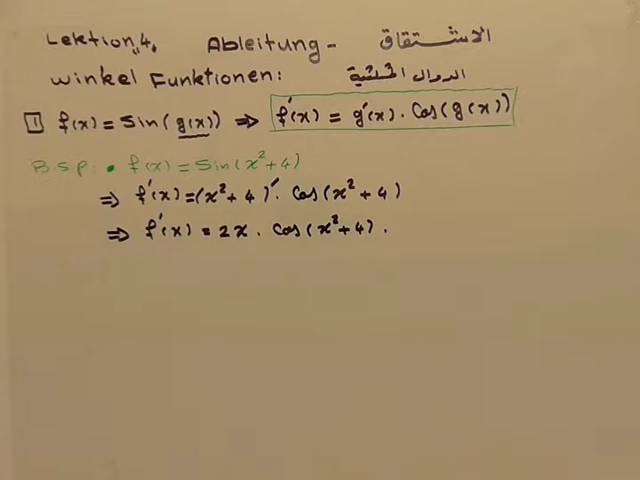 Lektion "4" Ableitung - الاشتقاق
Winkel Funktionen: الدوال المثلثية
1 f(x) = Sin(g(x)) ⇒ f'(x) = g'(x) . Cos(g(x))
B.S.P: • f(x) = Sin(x²+4)
⇒ f'(x) = (x²+4)' . Cos(x²+4)
⇒ f'(x) = 2x . Cos(x²+4) .